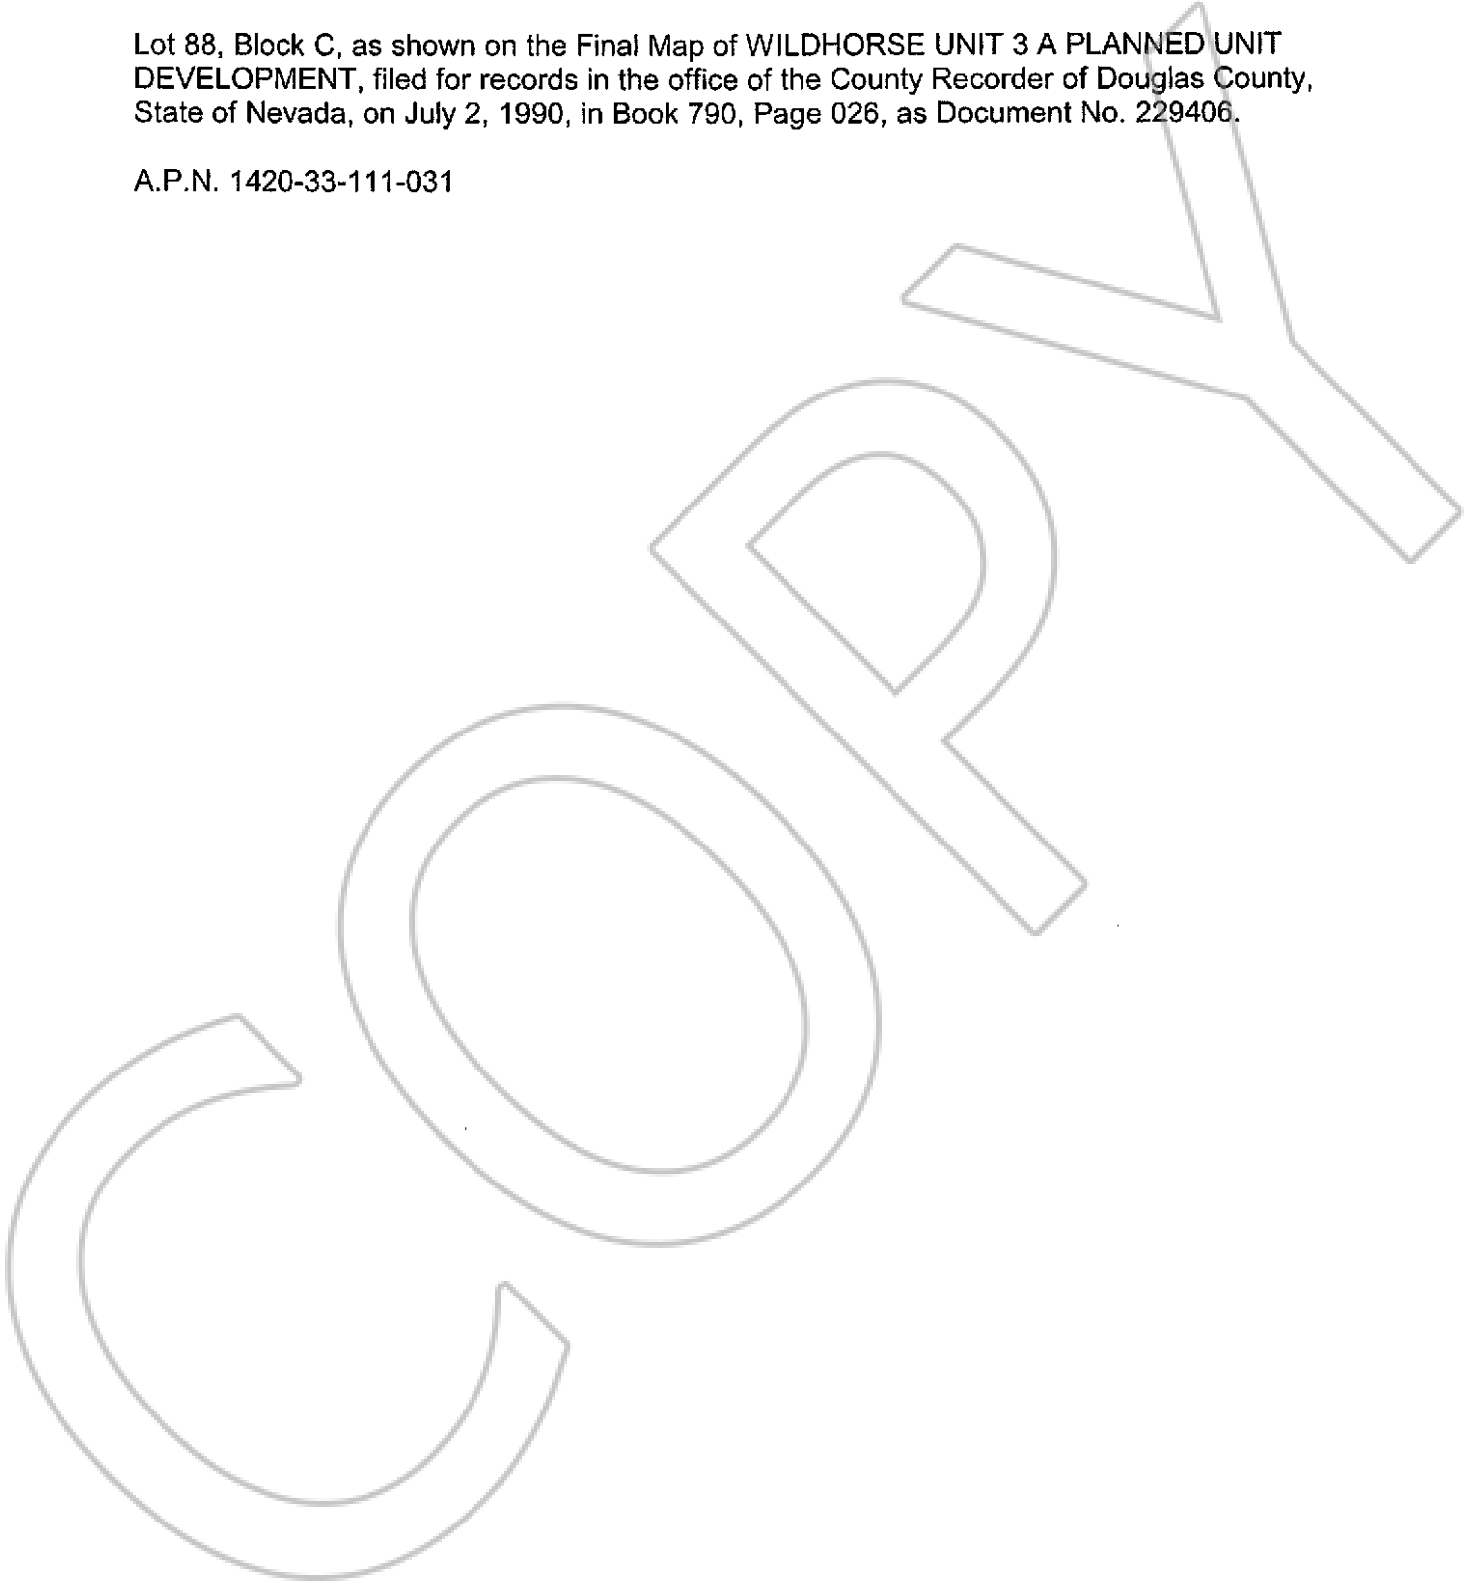 Lot 88, Block C, as shown on the Final Map of WILDHORSE UNIT 3 A PLANNED UNIT
DEVELOPMENT, filed for records in the office of the County Recorder of Douglas County,
State of Nevada, on July 2, 1990, in Book 790, Page 026, as Document No. 229406.
A.P.N. 1420-33-111-031
COPY